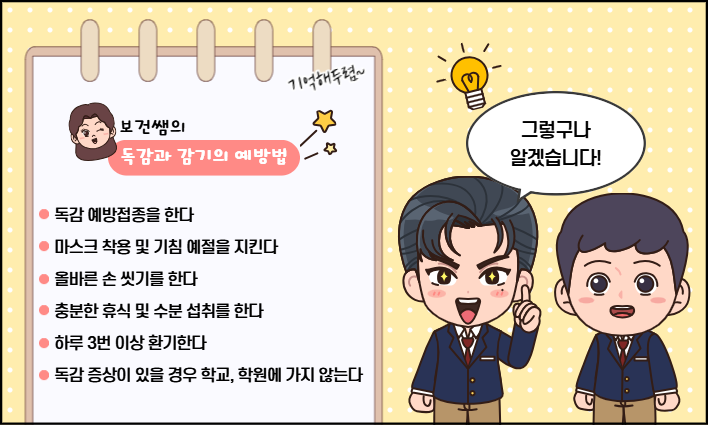 기억해두렴~
보건쌤의
독감과 감기의 예방법
독감 예방접종을 한다
마스크 착용 및 기침 예절을 지킨다
올바른 손 씻기를 한다
충분한 휴식 및 수분 섭취를 한다
하루 3번 이상 환기한다
독감 증상이 있을 경우 학교, 학원에 가지 않는다
그렇구나
알겠습니다!